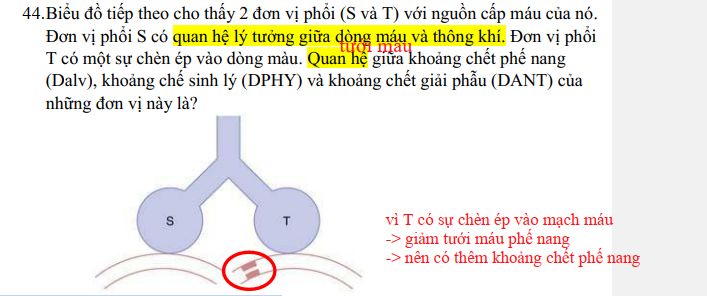 44.Biểu đồ tiếp theo cho thấy 2 đơn vị phổi (S và T) với nguồn cấp máu của nó.
Đơn vị phổi S có quan hệ lý tưởng giữa dòng máu và thông khí. Đơn vị phổi
tưới máu
T có một sự chèn ép vào dòng màu. Quan hệ giữa khoảng chết phế nang
(Dalv), khoảng chế sinh lý (DPHY) và khoảng chết giải phẫu (DANT) của
những đơn vị này là?
S
T
vì T có sự chèn ép vào mạch máu
-> giảm tưới máu phế nang
-> nên có thêm khoảng chết phế nang